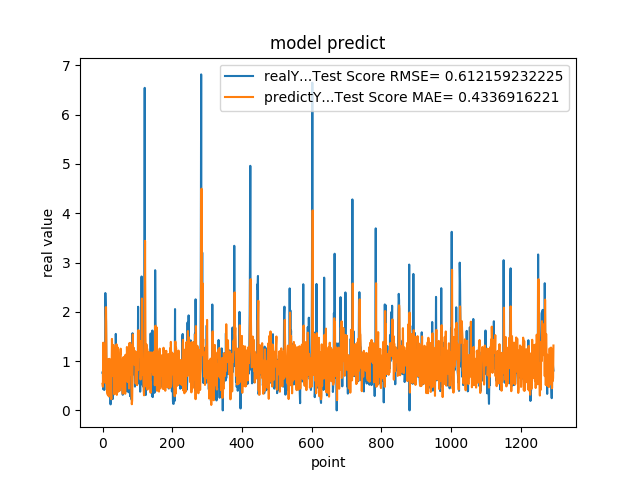 model predict
realY...Test Score RMSE= 0.612159232225
predictY...Test Score MAE= 0.4336916221
7
6
5
4
3
2
1
0
real value
0 200 400 600 800 1000 1200
point